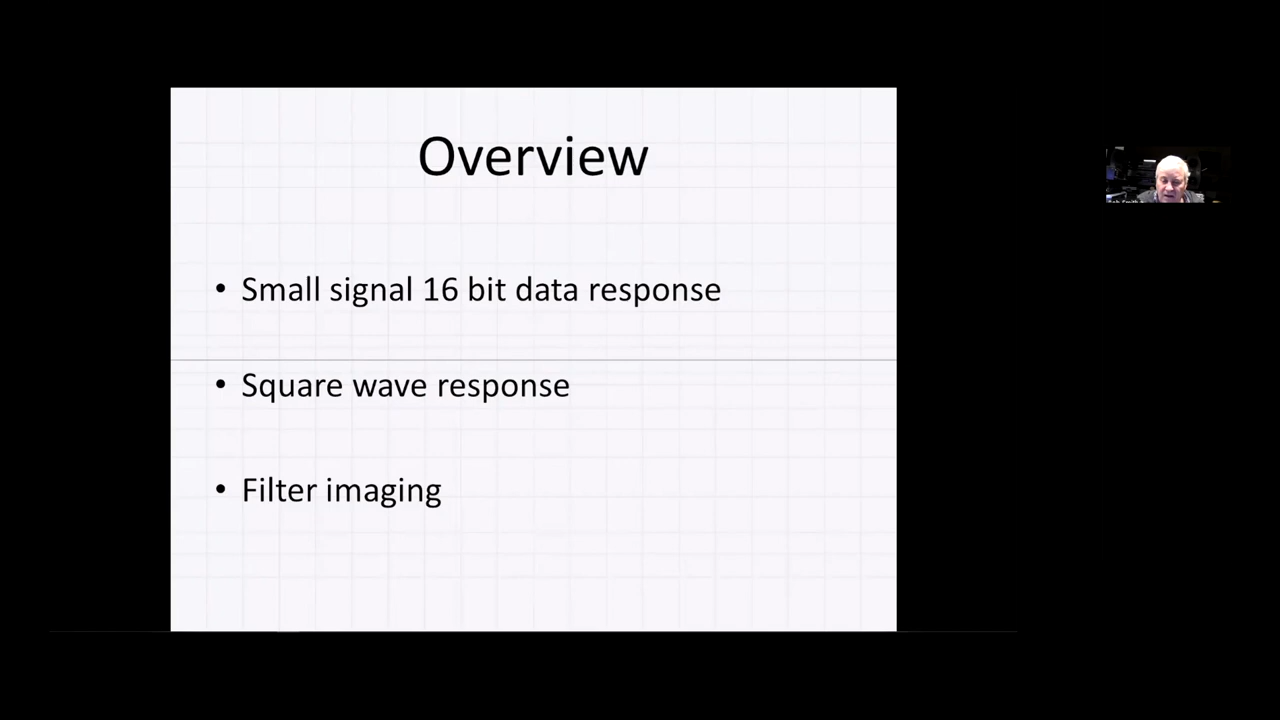 Overview
• Small signal 16 bit data response
• Square wave response
• Filter imaging